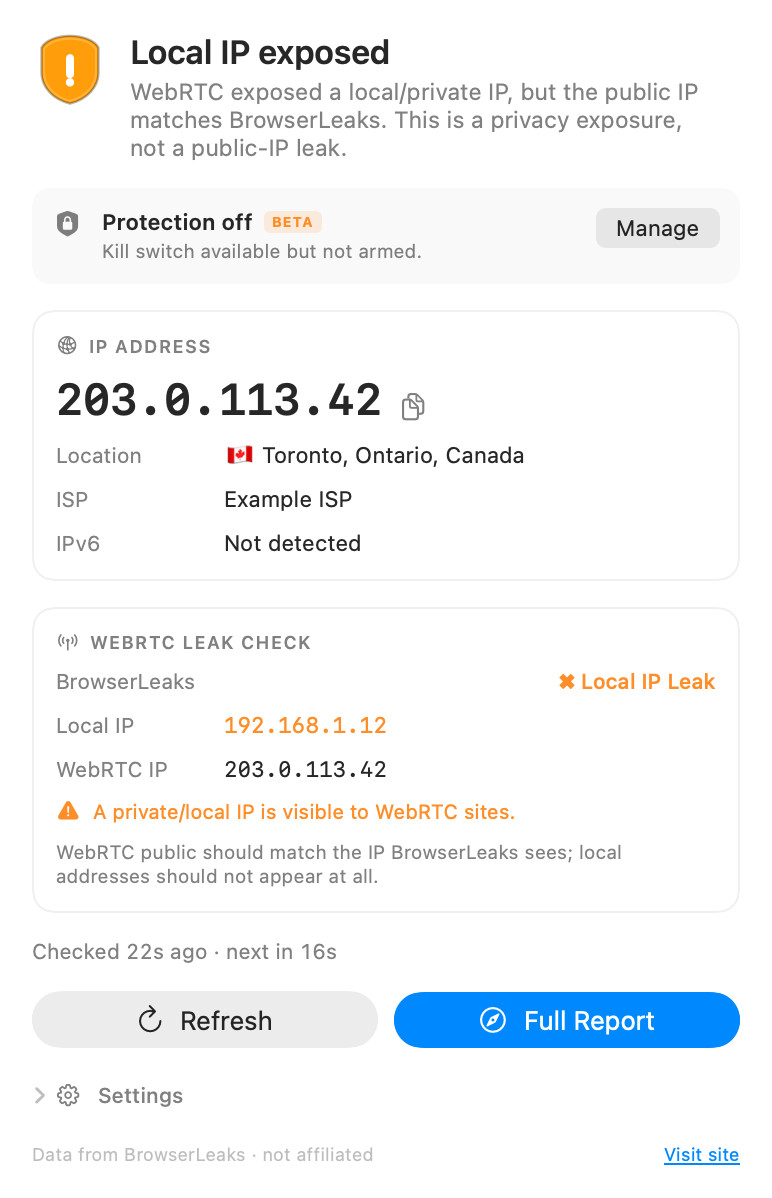 Local IP exposed
WebRTC exposed a local/private IP, but the public IP
matches BrowserLeaks. This is a privacy exposure,
not a public-IP leak.
Protection off BETA
Kill switch available but not armed.
Manage
IP ADDRESS
203.0.113.42
Location 🇨🇦 Toronto, Ontario, Canada
ISP Example ISP
IPv6 Not detected
WEBRTC LEAK CHECK
BrowserLeaks ✖ Local IP Leak
Local IP 192.168.1.12
WebRTC IP 203.0.113.42
A private/local IP is visible to WebRTC sites.
WebRTC public should match the IP BrowserLeaks sees; local
addresses should not appear at all.
Checked 22s ago · next in 16s
Refresh Full Report
Settings
Data from BrowserLeaks · not affiliated Visit site